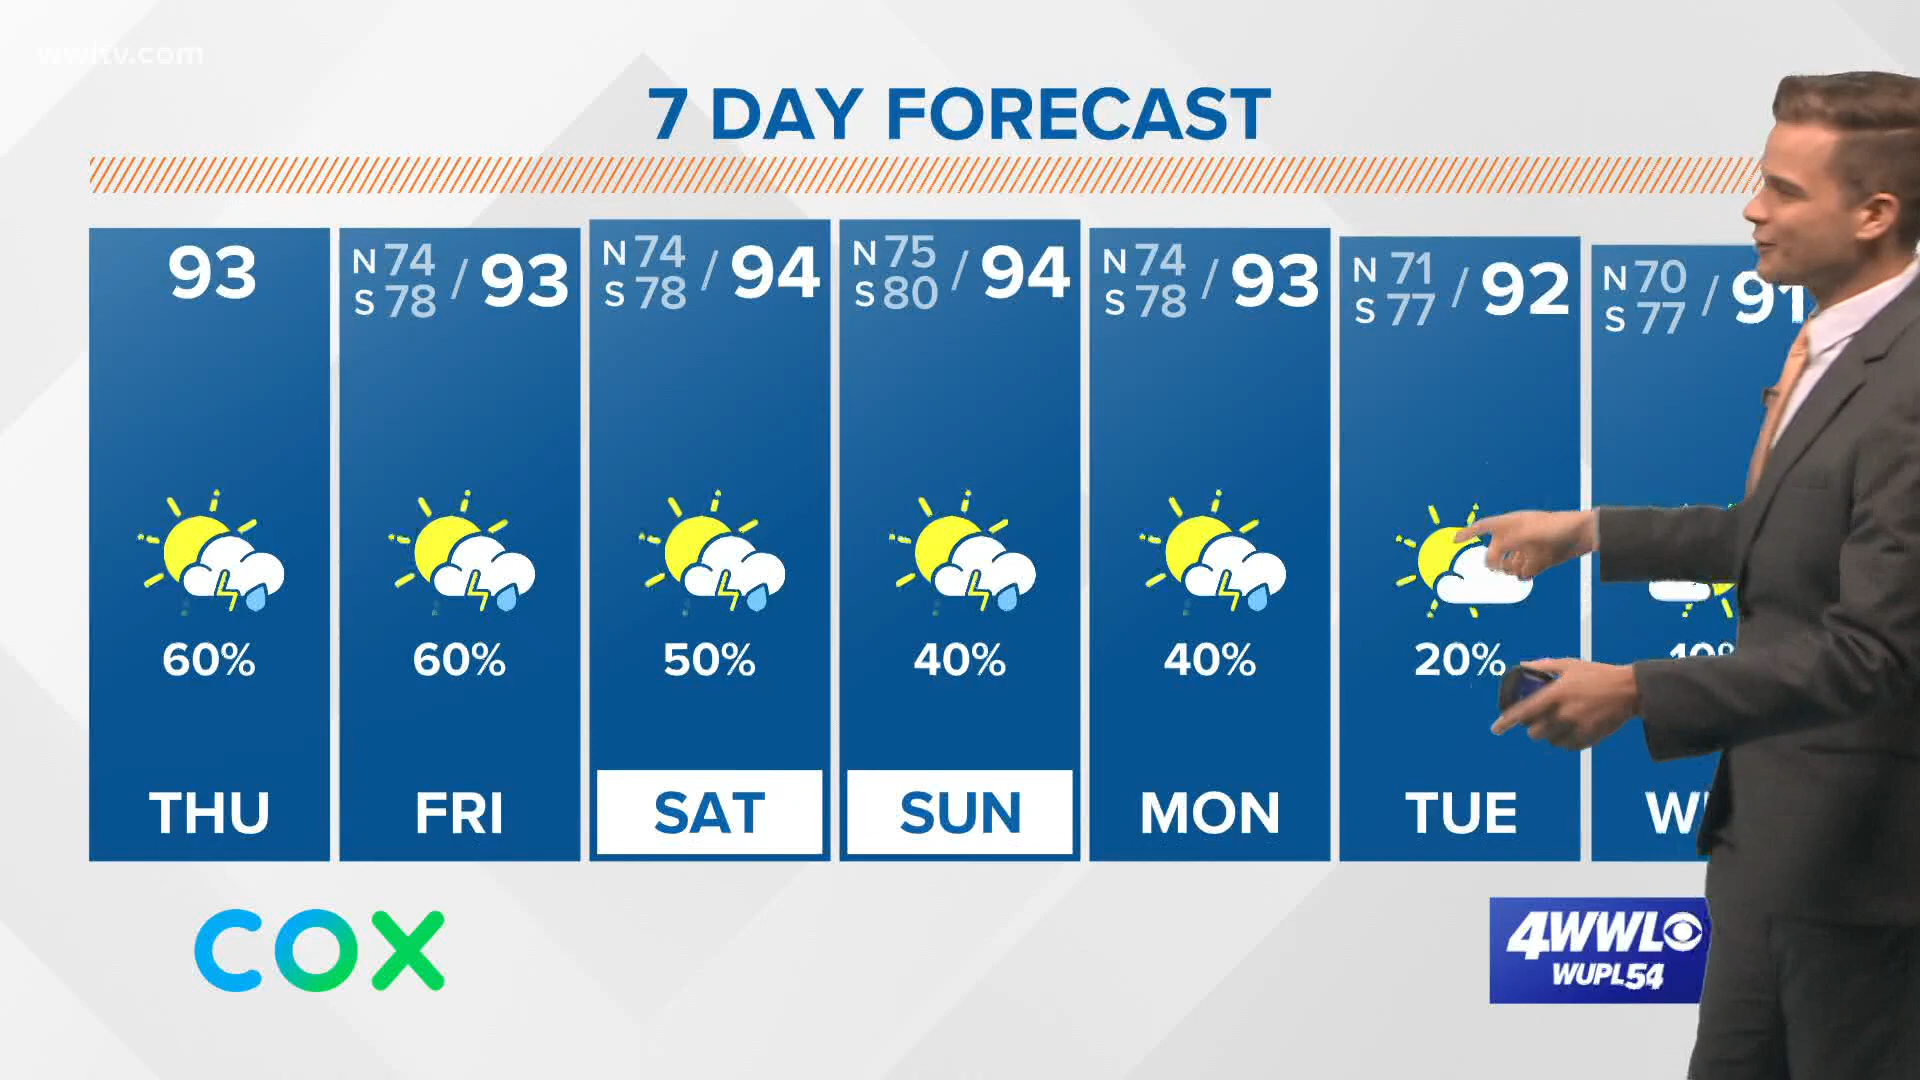 wwltv.com
7 DAY FORECAST
93
N 74
S 78 / 93
N 74
S 78 / 94
N 75
S 80 / 94
N 74
S 78 / 93
N 71
S 77 / 92
N 70
S 77 / 91
60%
60%
50%
40%
40%
20%
THU
FRI
SAT
SUN
MON
TUE
COX
4WWL
WUPL54